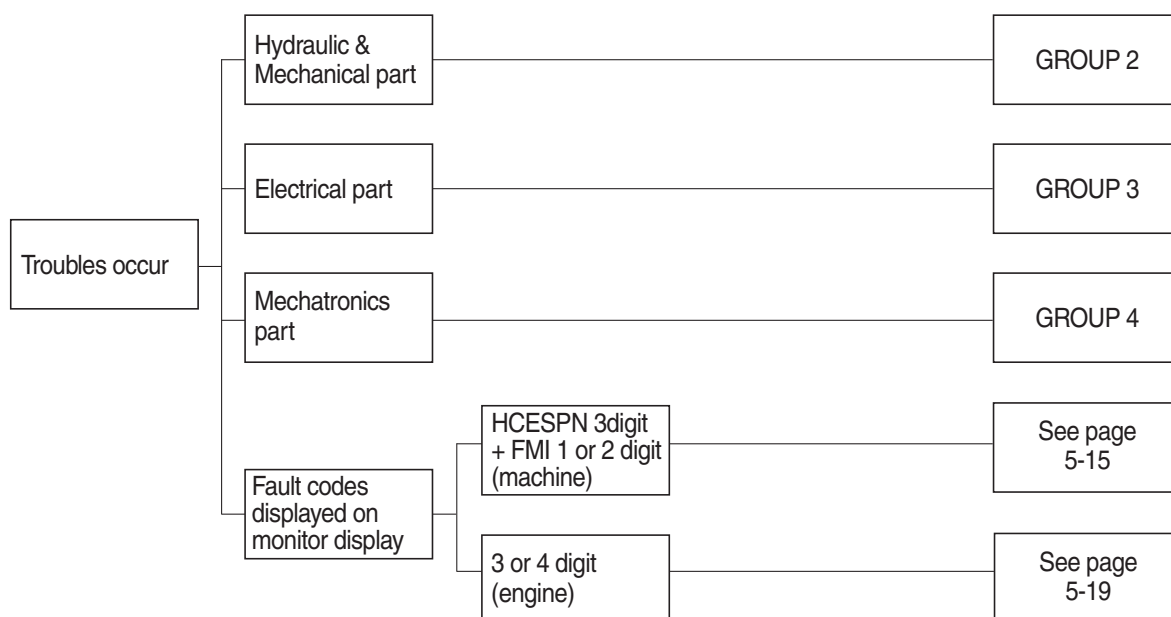 Hydraulic &
Mechanical part
GROUP 2
Electrical part
GROUP 3
Troubles occur
Mechatronics
part
GROUP 4
HCESPN 3digit
+ FMI 1 or 2 digit
(machine)
See page
5-15
Fault codes
displayed on
monitor display
3 or 4 digit
(engine)
See page
5-19